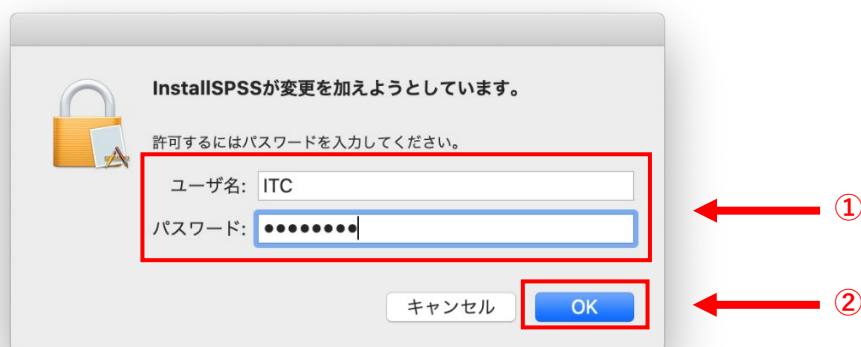 InstallSPSSが変更を加えようとしています。
許可するにはパスワードを入力してください。
ユーザ名: ITC
パスワード: ●●●●●●●●
①
キャンセル OK
②